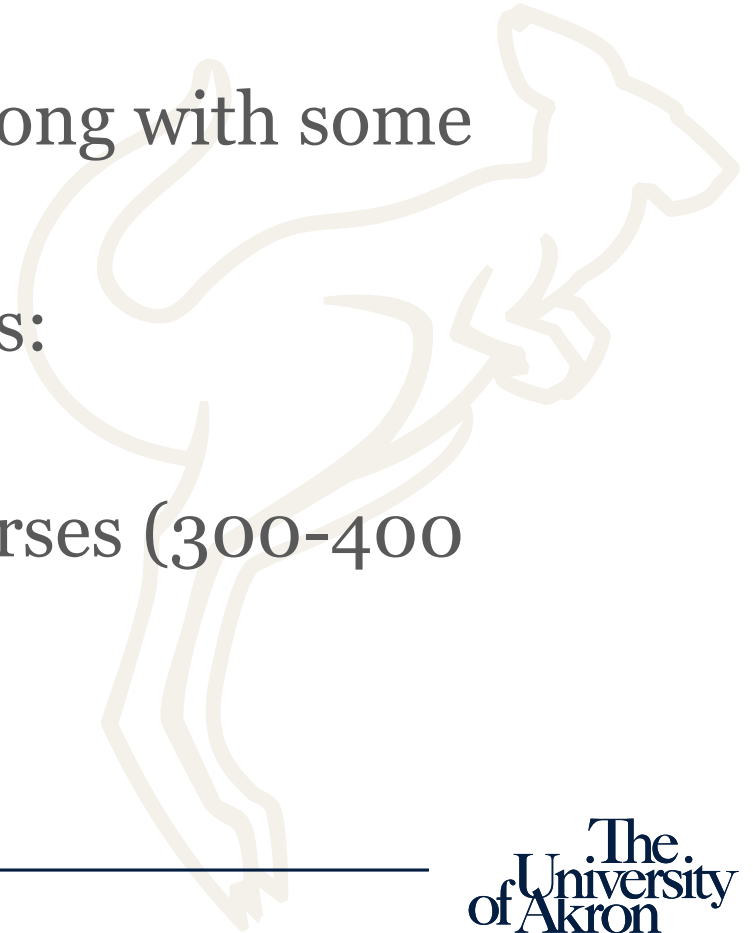 ong with some
s:
rses (300-400
The
University
of Akron